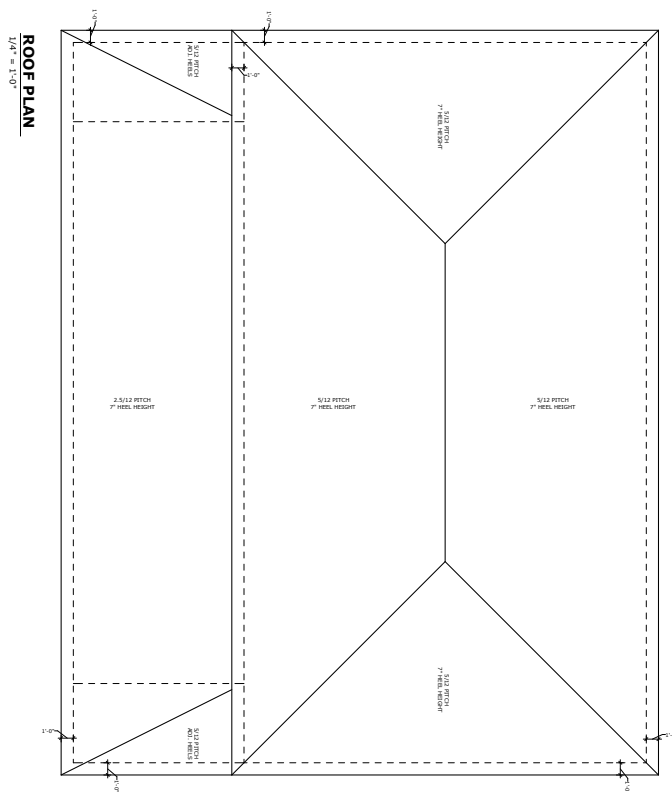 ROOF PLAN
1/4" = 1'-0"
1'-0"
1'-0"
5/12 PITCH
ADJ. HEELS
1'-0"
5/12 PITCH
7" HEEL HEIGHT
2.5/12 PITCH
7" HEEL HEIGHT
5/12 PITCH
7" HEEL HEIGHT
5/12 PITCH
7" HEEL HEIGHT
5/12 PITCH
7" HEEL HEIGHT
5/12 PITCH
ADJ. HEELS
1'-0"
1'-
1'-0"
1'-0